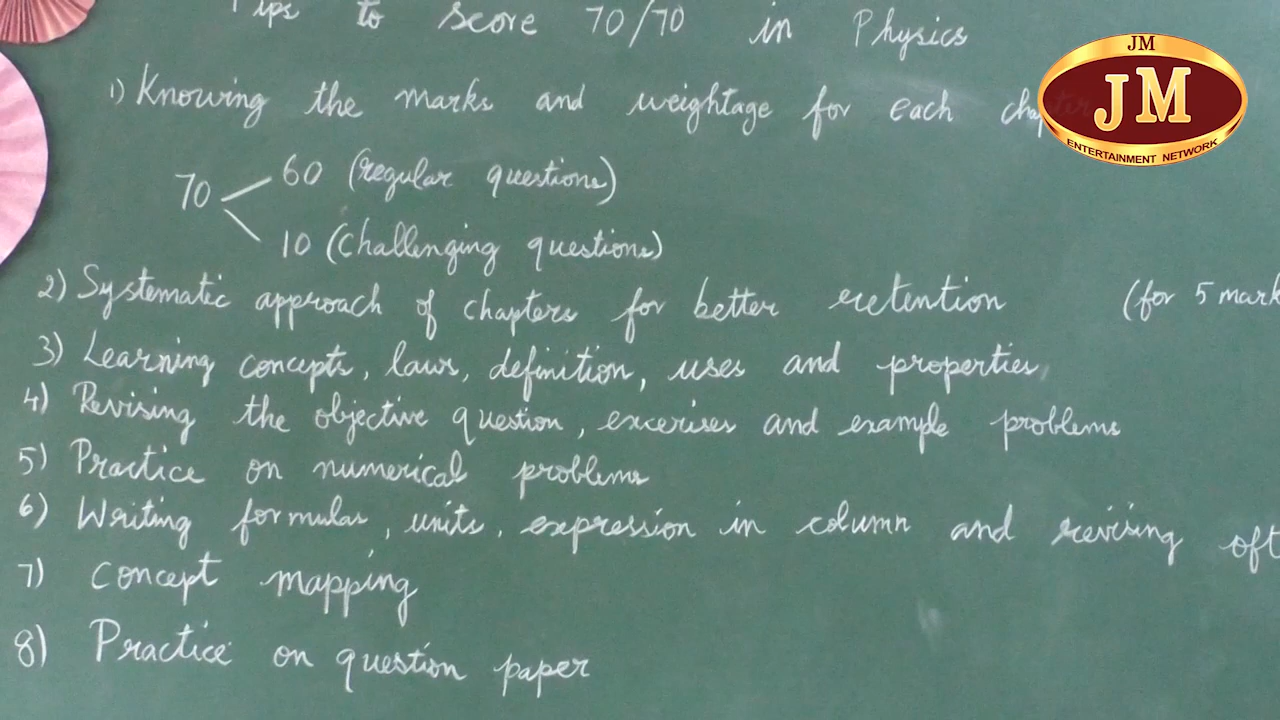 Tips to score 70/70 in Physics
1) Knowing the marks and weightage for each
70
60 (regular questions)
10 (Challenging questions)
2) Systematic approach of chapters for better retention (for 5 mark
3) Learning concepts, laws, definition, uses and properties,
4) Revising the objective question, excerises and example problems
5) Practice on numerical problems
6) Writing formulas, units, expression in column and revising oft
7) Concept mapping
8) Practice on question paper
JM
JM
ENTERTAINMENT NETWORK